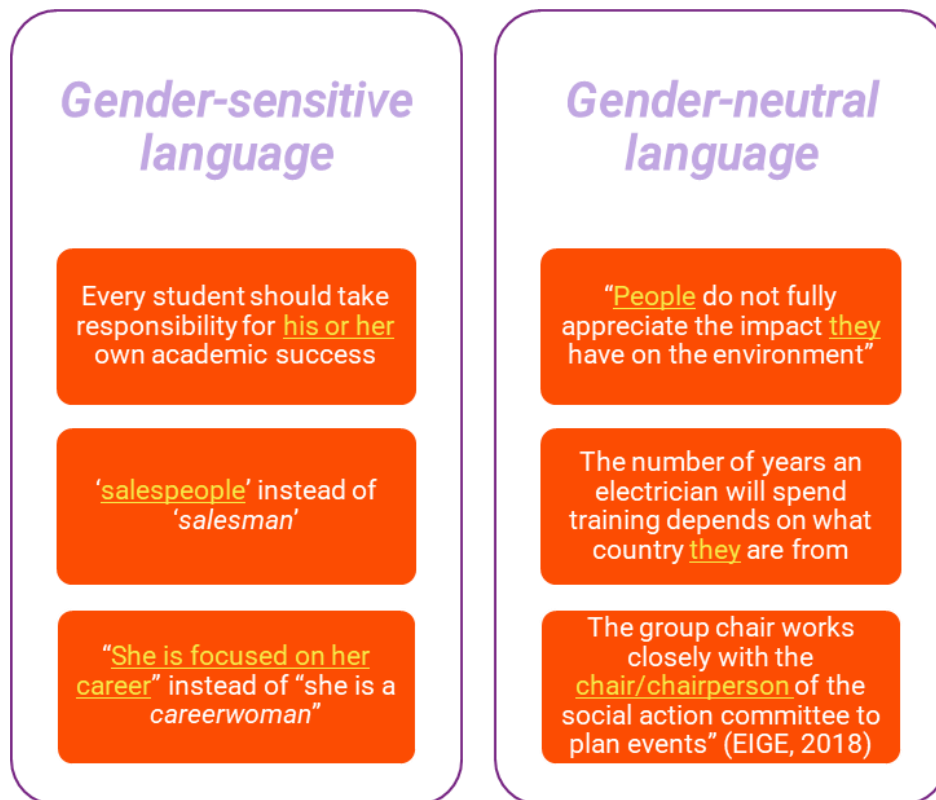 Gender-sensitive
language
Every student should take
responsibility for his or her
own academic success
‘salespeople’ instead of
‘salesman’
“She is focused on her
career” instead of “she is a
careerwoman”
Gender-neutral
language
“People do not fully
appreciate the impact they
have on the environment”
The number of years an
electrician will spend
training depends on what
country they are from
The group chair works
closely with the
chair/chairperson of the
social action committee to
plan events” (EIGE, 2018)